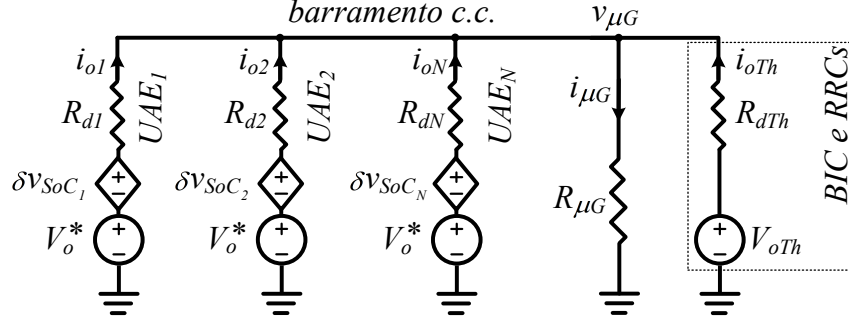 barramento c.c.
v_μG
i_o1
i_o2
i_oN
i_μG
i_oTh
R_d1
UAE_1
R_d2
UAE_2
R_dN
UAE_N
R_μG
R_dTh
BIC e RRCs
δv_SoC_1
δv_SoC_2
δv_SoC_N
+
−
+
−
+
−
V_o*
V_o*
V_o*
V_oTh
+
−
+
−
+
−
+
−